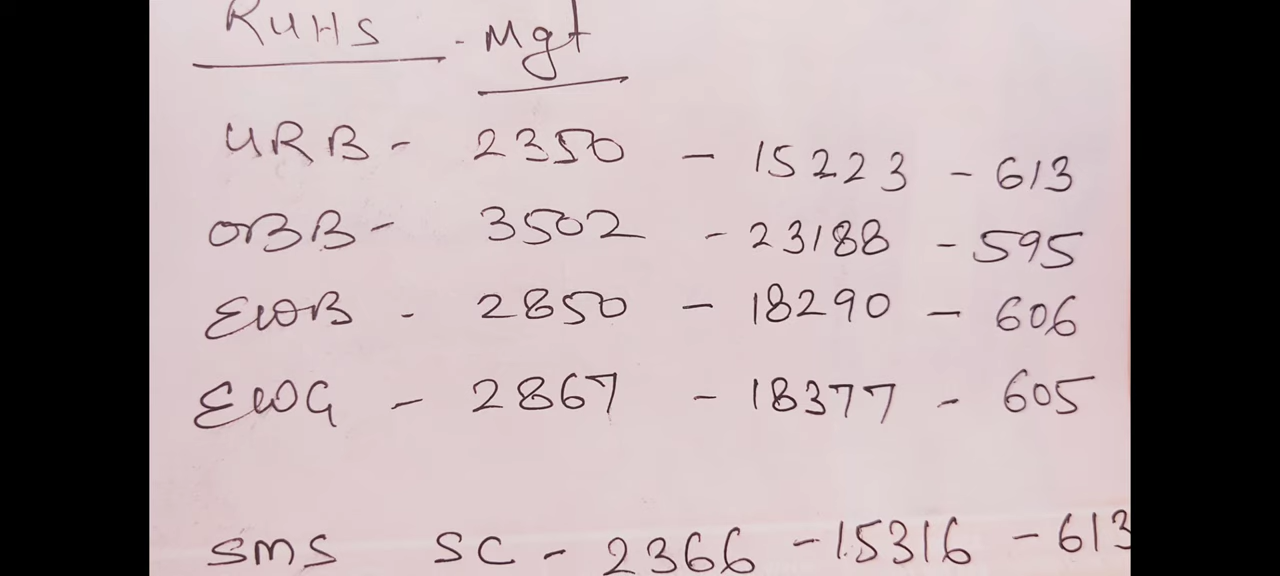 RUHS - Mgt
URB - 2350 - 15223 - 613
OBB - 3502 - 23188 - 595
EWB - 2850 - 18290 - 606
EWG - 2867 - 18377 - 605
SMS SC - 2366 - 15316 - 613